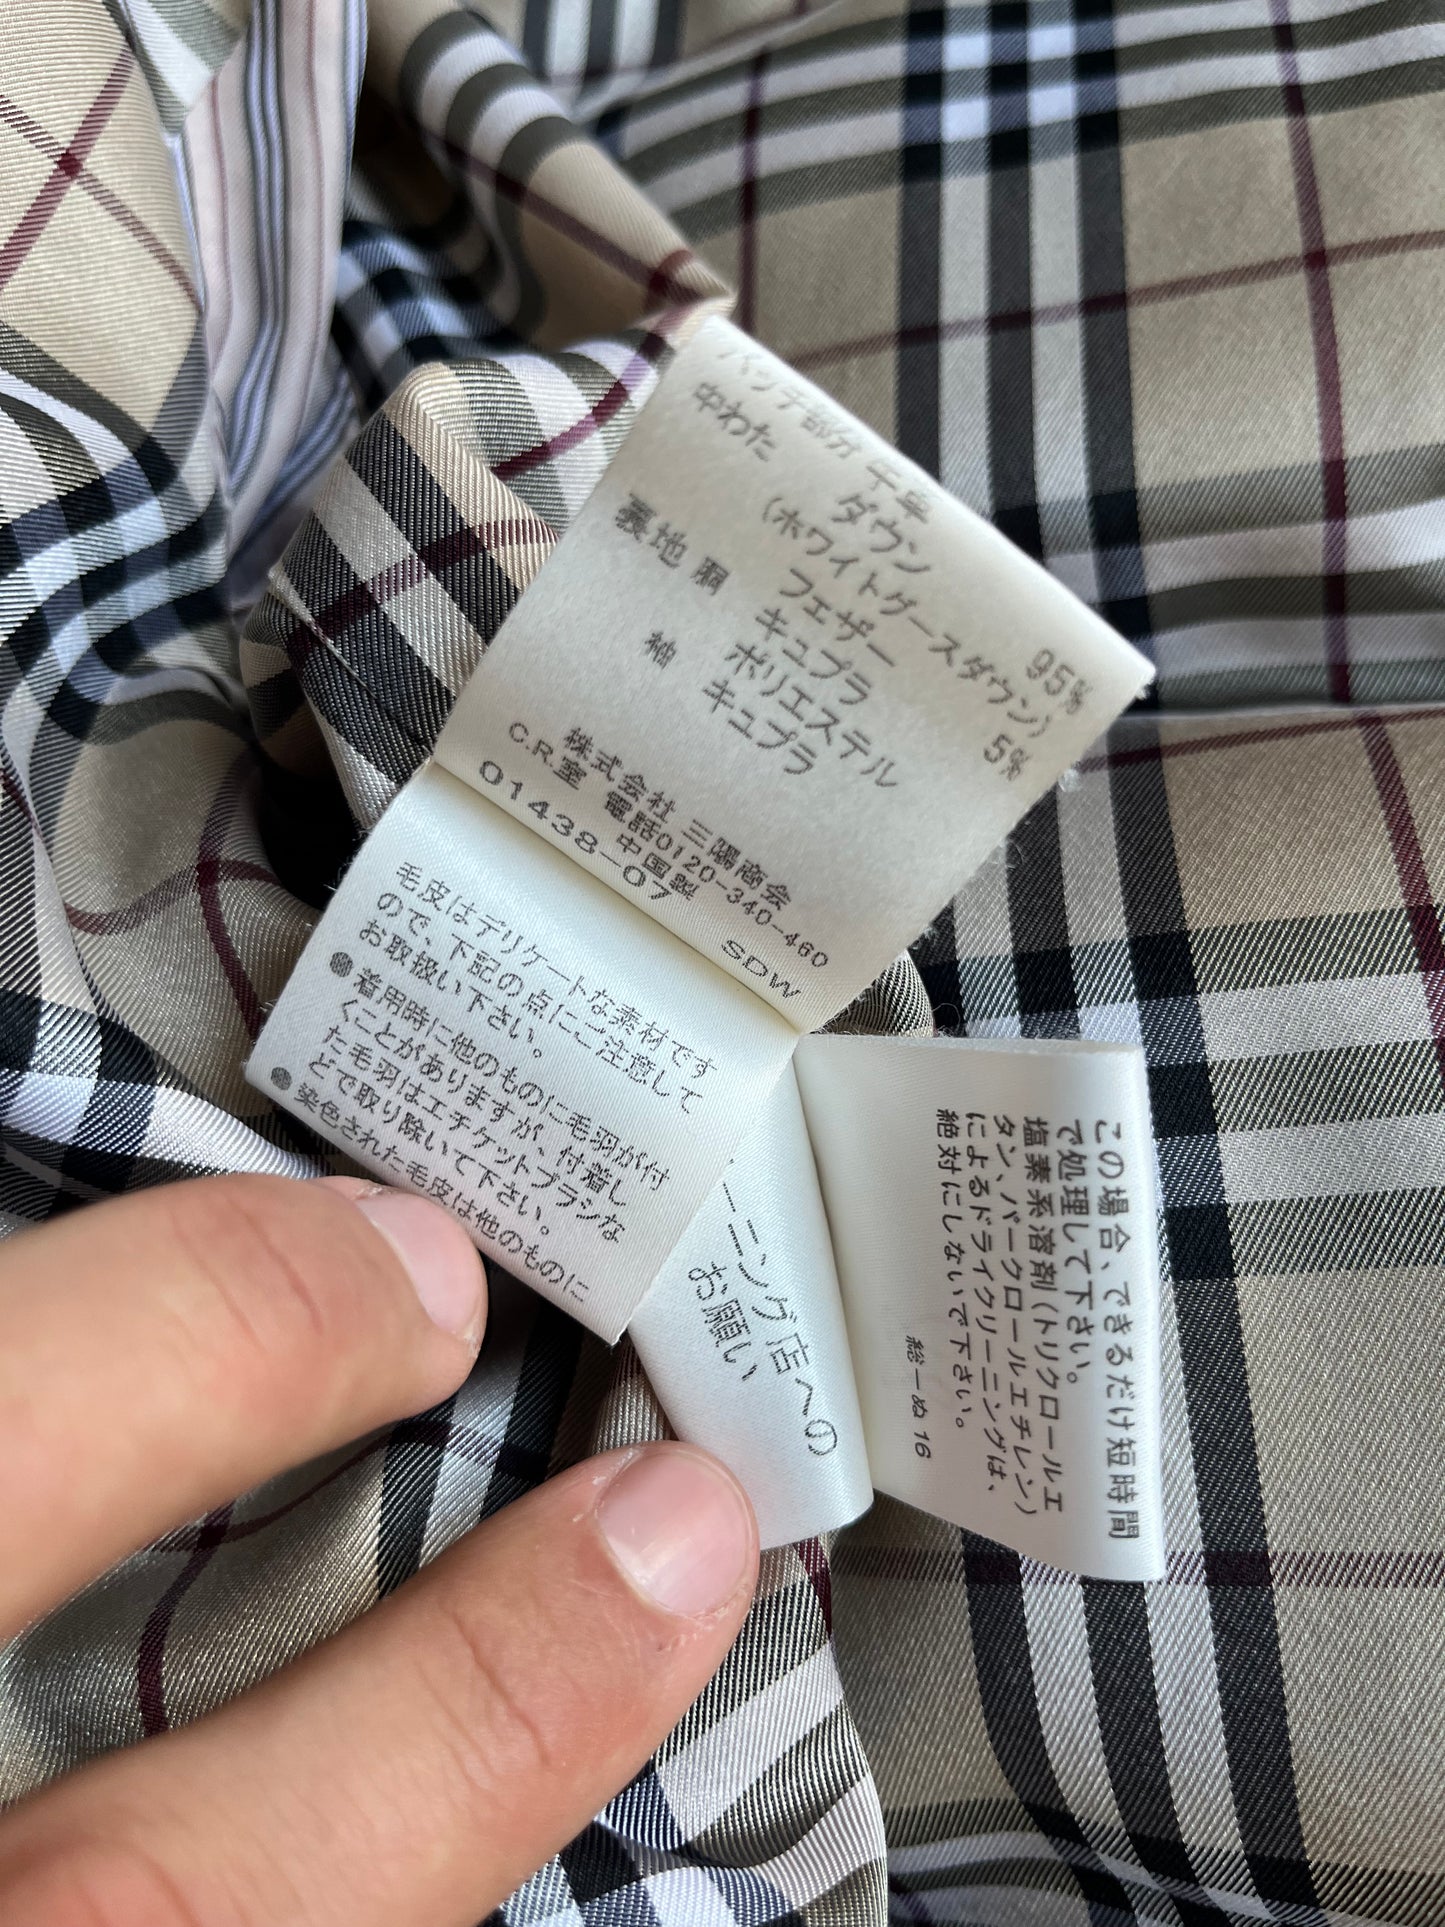 パッチ部分 牛革
中わた ダウン 95%
(ホワイトグースダウン)
フェザー 5%
裏地 胴 キュプラ
袖 ポリエステル
キュプラ
株式会社 三陽商会
C.R.室 電話0120-340-460
中国製
01438-07 SDW
毛皮はデリケートな素材です
ので、下記の点にご注意して
お取扱い下さい。
●着用時に他のものに毛羽が付
くことがありますが、付着し
た毛羽はエチケットブラシな
どで取り除いて下さい。
●染色された毛皮は他のものに
ーニング店への
お願い
この場合、できるだけ短時間
で処理して下さい。
塩素系溶剤(トリクロールエ
タン、パークロールエチレン)
によるドライクリーニングは、
絶対にしないで下さい。
総ーぬ 16